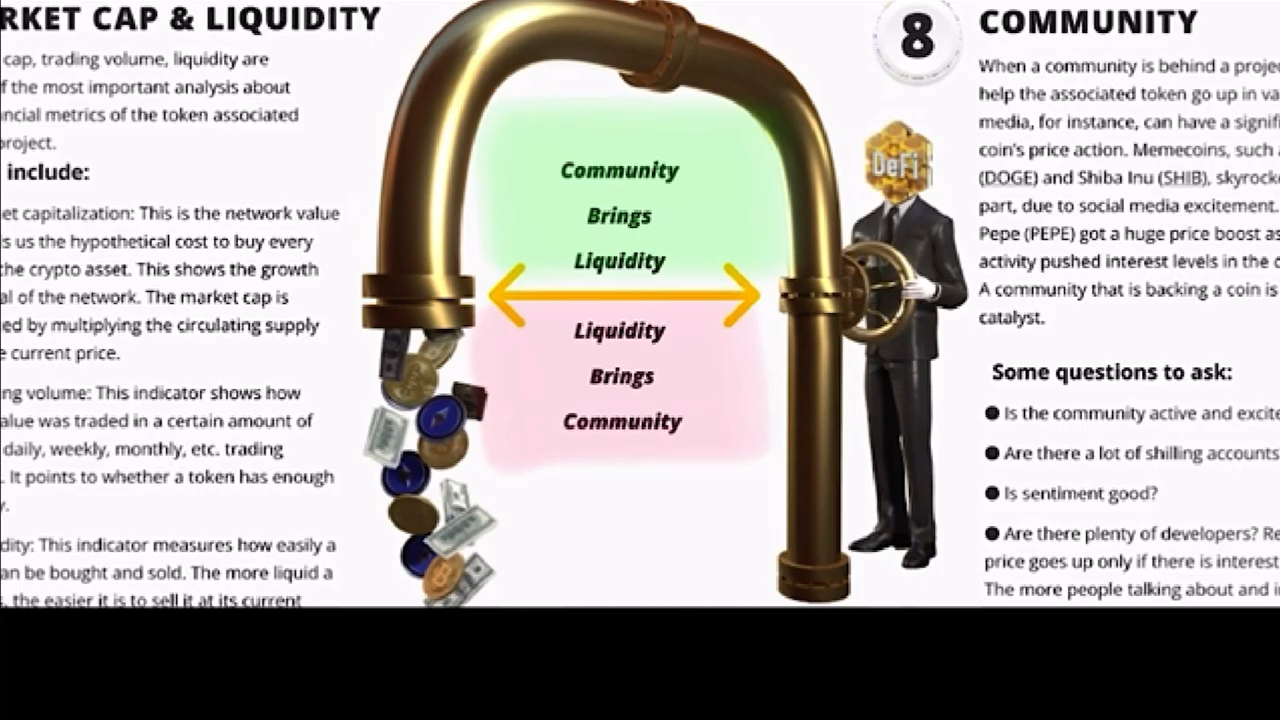 RKET CAP & LIQUIDITY
cap, trading volume, liquidity are
f the most important analysis about
ncial metrics of the token associated
project.
include:
et capitalization: This is the network value
s us the hypothetical cost to buy every
the crypto asset. This shows the growth
al of the network. The market cap is
ed by multiplying the circulating supply
e current price.
ng volume: This indicator shows how
alue was traded in a certain amount of
daily, weekly, monthly, etc. trading
. It points to whether a token has enough
y.
dity: This indicator measures how easily a
an be bought and sold. The more liquid a
, the easier it is to sell it at its current
Community
Brings
Liquidity
Liquidity
Brings
Community
DeFi
8
COMMUNITY
When a community is behind a projec
help the associated token go up in va
media, for instance, can have a signifi
coin's price action. Memecoins, such a
(DOGE) and Shiba Inu (SHIB), skyrocke
part, due to social media excitement.
Pepe (PEPE) got a huge price boost as
activity pushed interest levels in the c
A community that is backing a coin is
catalyst.
Some questions to ask:
● Is the community active and excite
● Are there a lot of shilling accounts
● Is sentiment good?
● Are there plenty of developers? Re
price goes up only if there is interest
The more people talking about and in